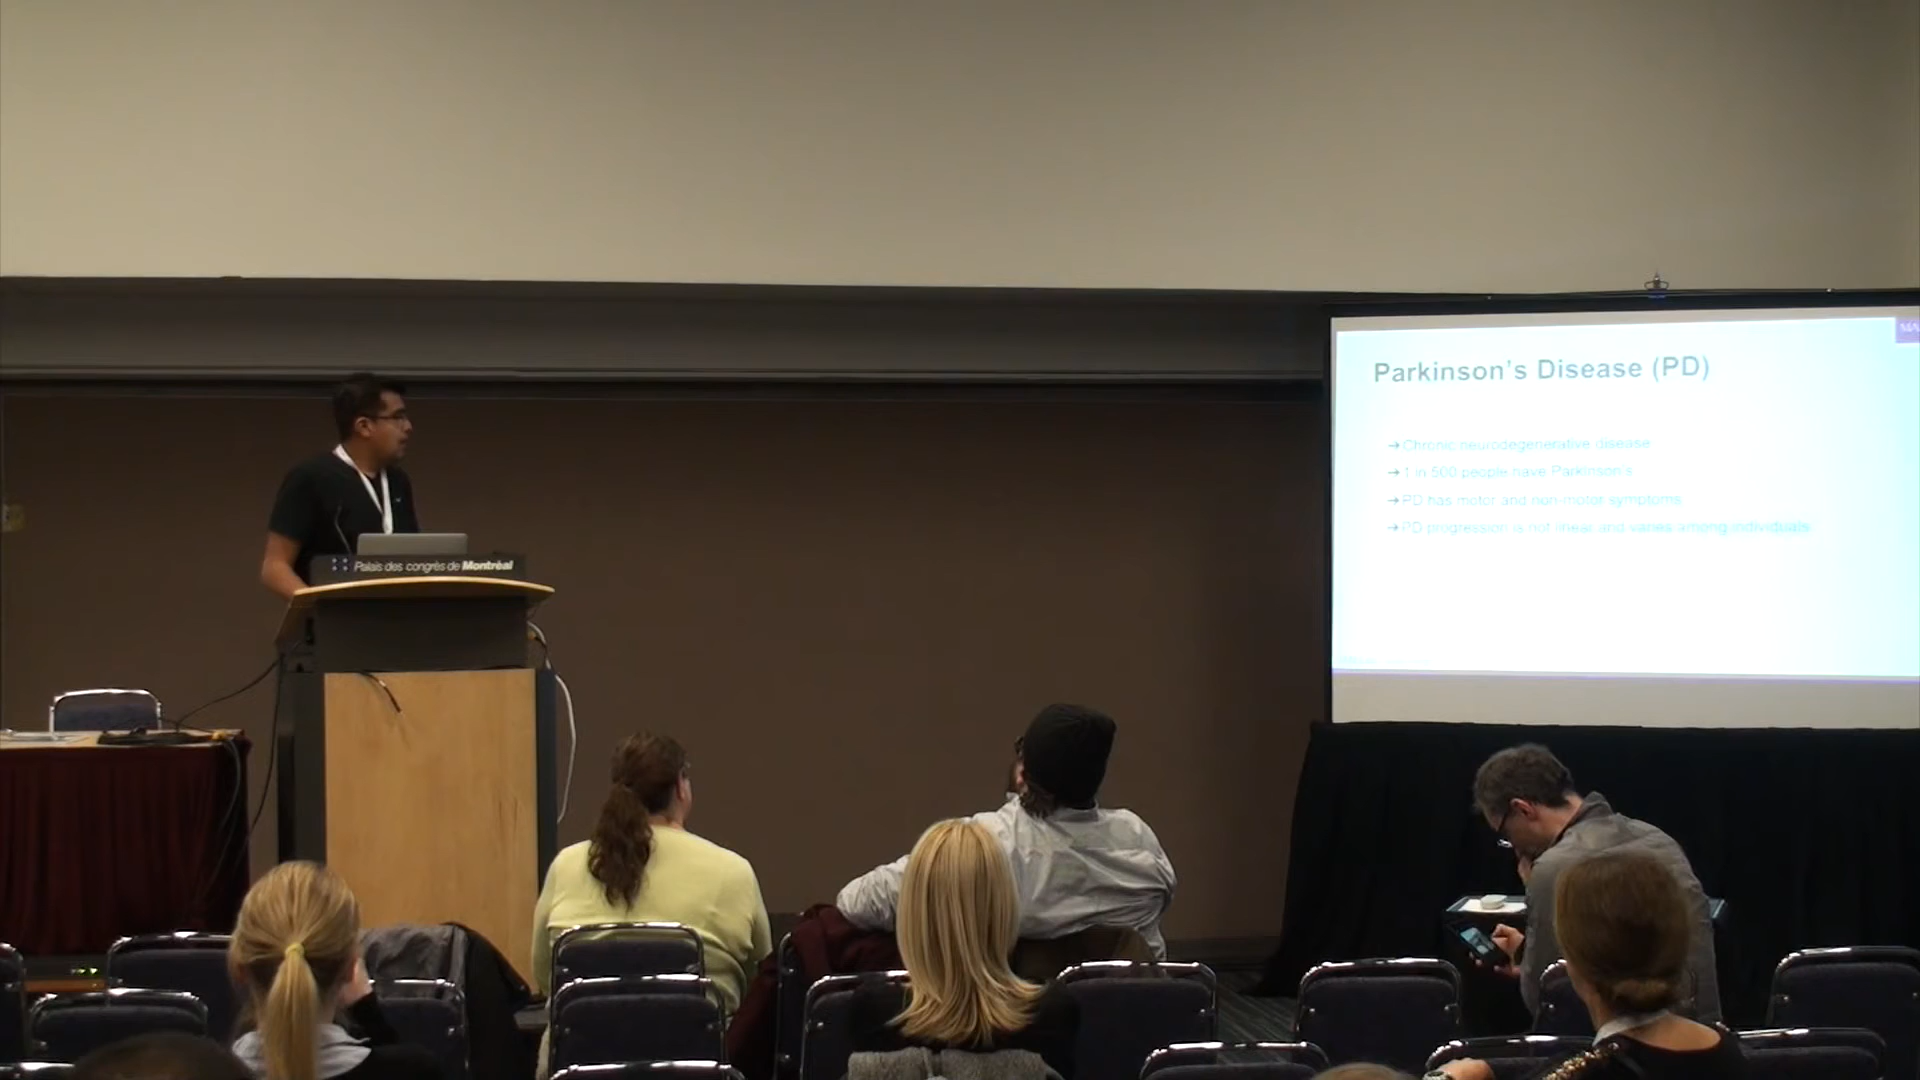 Parkinson's Disease (PD)
→ Chronic neurodegenerative disease
→ 1 in 500 people have Parkinson's
→ PD has motor and non-motor symptoms
→ PD progression is not linear and varies among individuals
Palais des congrès de Montréal